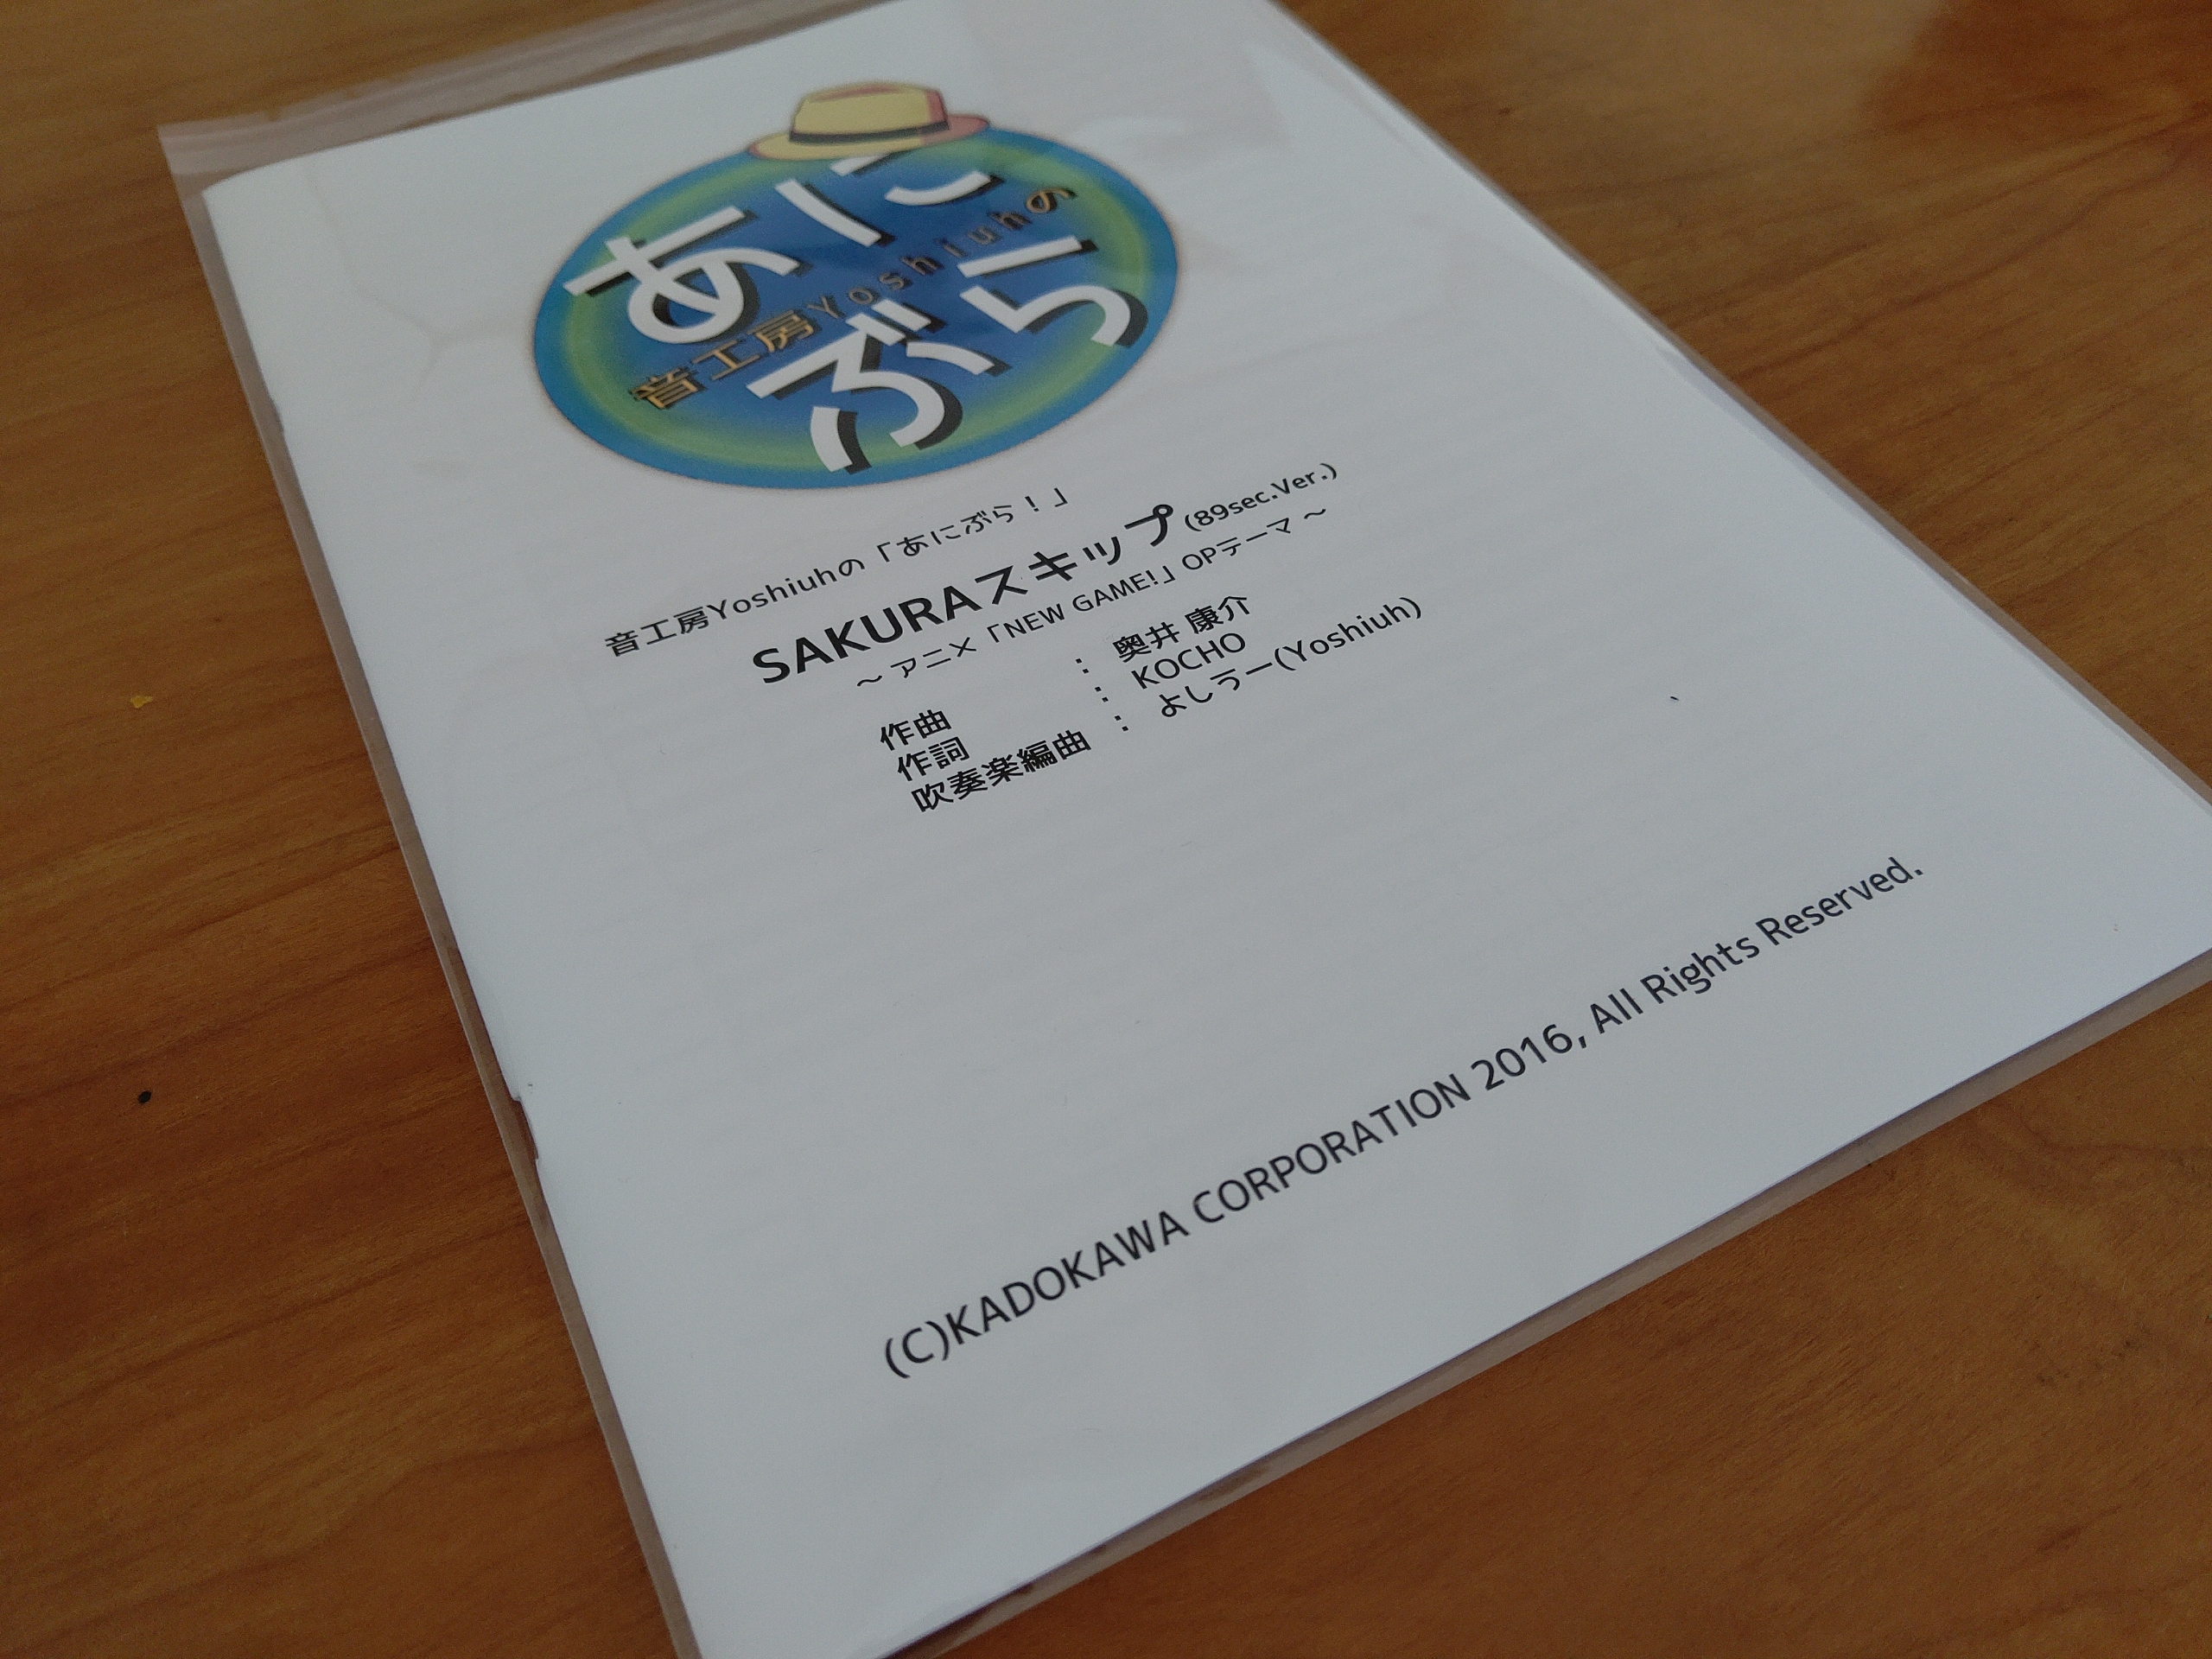 あに
音工房Yoshiuhの
ぶら
音工房Yoshiuhの「あにぶら！」
SAKURAスキップ(89sec.Ver.)
～ アニメ「NEW GAME!」OPテーマ ～
作曲 : 奥井 康介
作詞 : KOCHO
吹奏楽編曲 : よしうー(Yoshiuh)
(C)KADOKAWA CORPORATION 2016, All Rights Reserved.